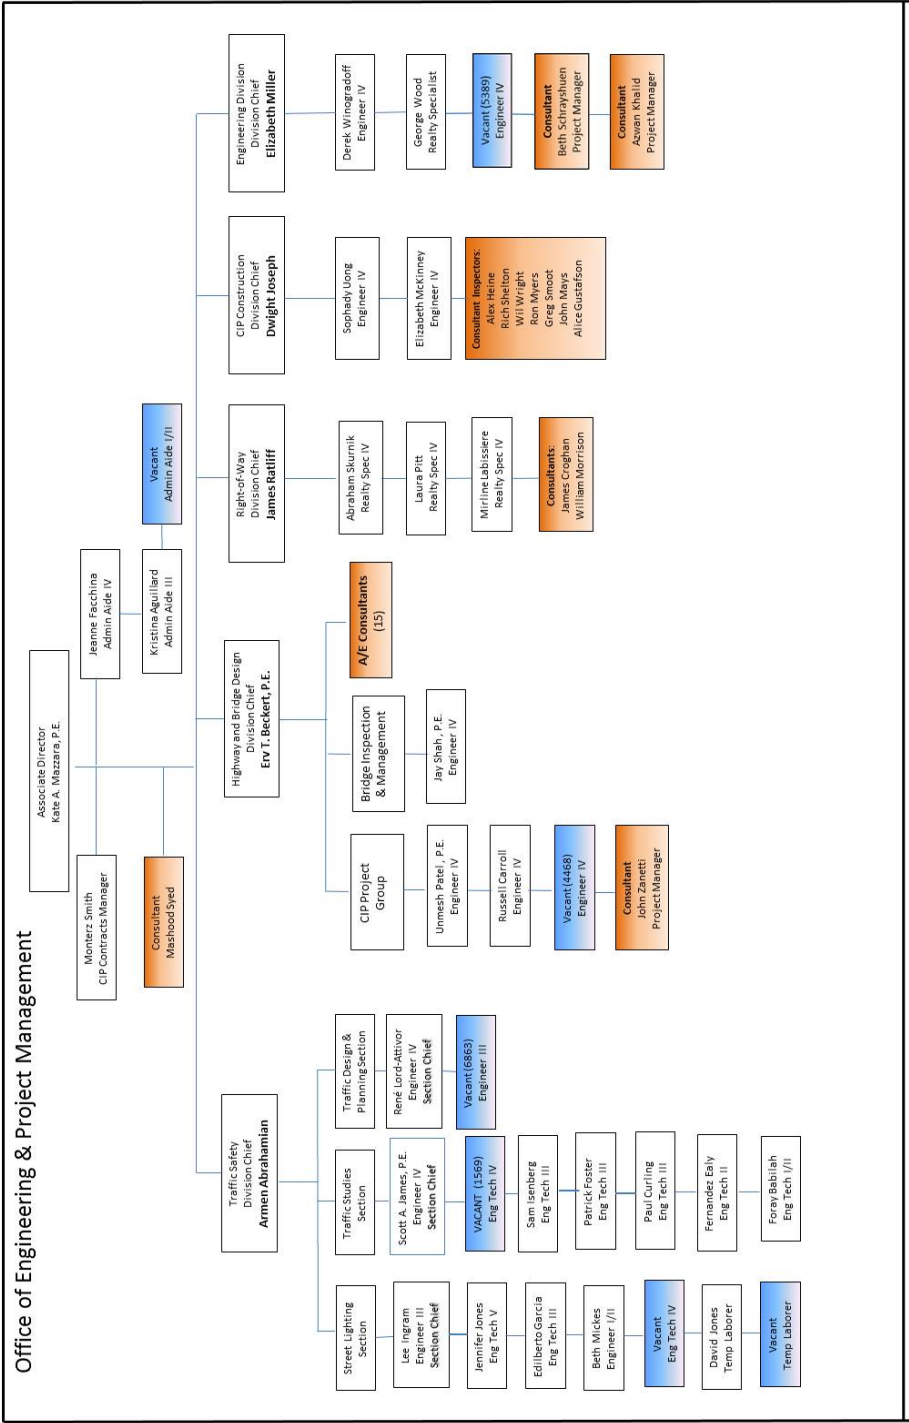 Office of Engineering & Project Management
Associate Director
Kate A. Mazzara, P.E.
Monterz Smith
CIP Contracts Manager
Jeanne Facchina
Admin Aide IV
Consultant
Mashood Syed
Kristina Aguillard
Admin Aide III
Vacant
Admin Aide I/II
Traffic Safety
Division Chief
Armen Abrahamian
Highway and Bridge Design
Division Chief
Erv T. Beckert, P.E.
Right-of-Way
Division Chief
James Ratliff
CIP Construction
Division Chief
Dwight Joseph
Engineering Division
Division Chief
Elizabeth Miller
Street Lighting
Section
Lee Ingram
Engineer III
Section Chief
Jennifer Jones
Eng Tech V
Edilberto Garcia
Eng Tech III
Beth Mickes
Engineer I/II
Vacant
Eng Tech IV
David Jones
Temp Laborer
Vacant
Temp Laborer
Traffic Studies
Section
Scott A. James, P.E.
Engineer IV
Section Chief
VACANT (1569)
Eng Tech IV
Sam Isenberg
Eng Tech III
Patrick Foster
Eng Tech III
Paul Curling
Eng Tech III
Fernandez Ealy
Eng Tech II
Foray Babilah
Eng Tech I/II
Traffic Design &
Planning Section
René Lord-Attivor
Engineer IV
Section Chief
Vacant (6863)
Engineer III
CIP Project
Group
Unmesh Patel , P.E.
Engineer IV
Russell Carroll
Engineer IV
Vacant (4468)
Engineer IV
Consultant
John Zanetti
Project Manager
Bridge Inspection
& Management
Jay Shah , P.E.
Engineer IV
A/E Consultants
(15)
Abraham Skurnik
Realty Spec IV
Laura Pitt
Realty Spec IV
Mirline Labissiere
Realty Spec IV
Consultants:
James Croghan
William Morrison
Sophady Uong
Engineer IV
Elizabeth McKinney
Engineer IV
Consultant Inspectors:
Alex Heine
Rich Shelton
Wil Wright
Ron Myers
Greg Smoot
John Mays
Alice Gustafson
Derek Winogradoff
Engineer IV
George Wood
Realty Specialist
Vacant (5389)
Engineer IV
Consultant
Beth Schrayshuen
Project Manager
Consultant
Azwan Khalid
Project Manager